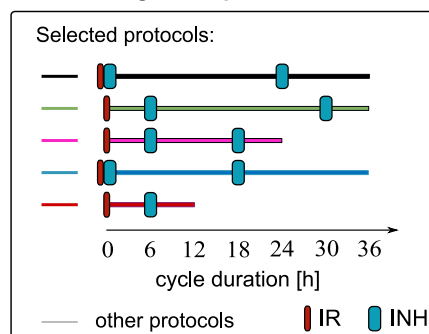 Selected protocols:
0 6 12 18 24 30 36
cycle duration [h]
other protocols IR INH